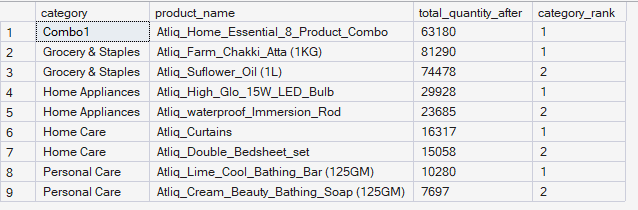 category product_name total_quantity_after category_rank
1 Combo1 Atliq_Home_Essential_8_Product_Combo 63180 1
2 Grocery & Staples Atliq_Farm_Chakki_Atta (1KG) 81290 1
3 Grocery & Staples Atliq_Suflower_Oil (1L) 74478 2
4 Home Appliances Atliq_High_Glo_15W_LED_Bulb 29928 1
5 Home Appliances Atliq_waterproof_Immersion_Rod 23685 2
6 Home Care Atliq_Curtains 16317 1
7 Home Care Atliq_Double_Bedsheet_set 15058 2
8 Personal Care Atliq_Lime_Cool_Bathing_Bar (125GM) 10280 1
9 Personal Care Atliq_Cream_Beauty_Bathing_Soap (125GM) 7697 2